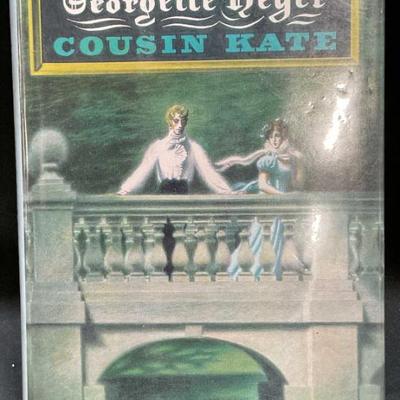 Georgette Heyer
COUSIN KATE